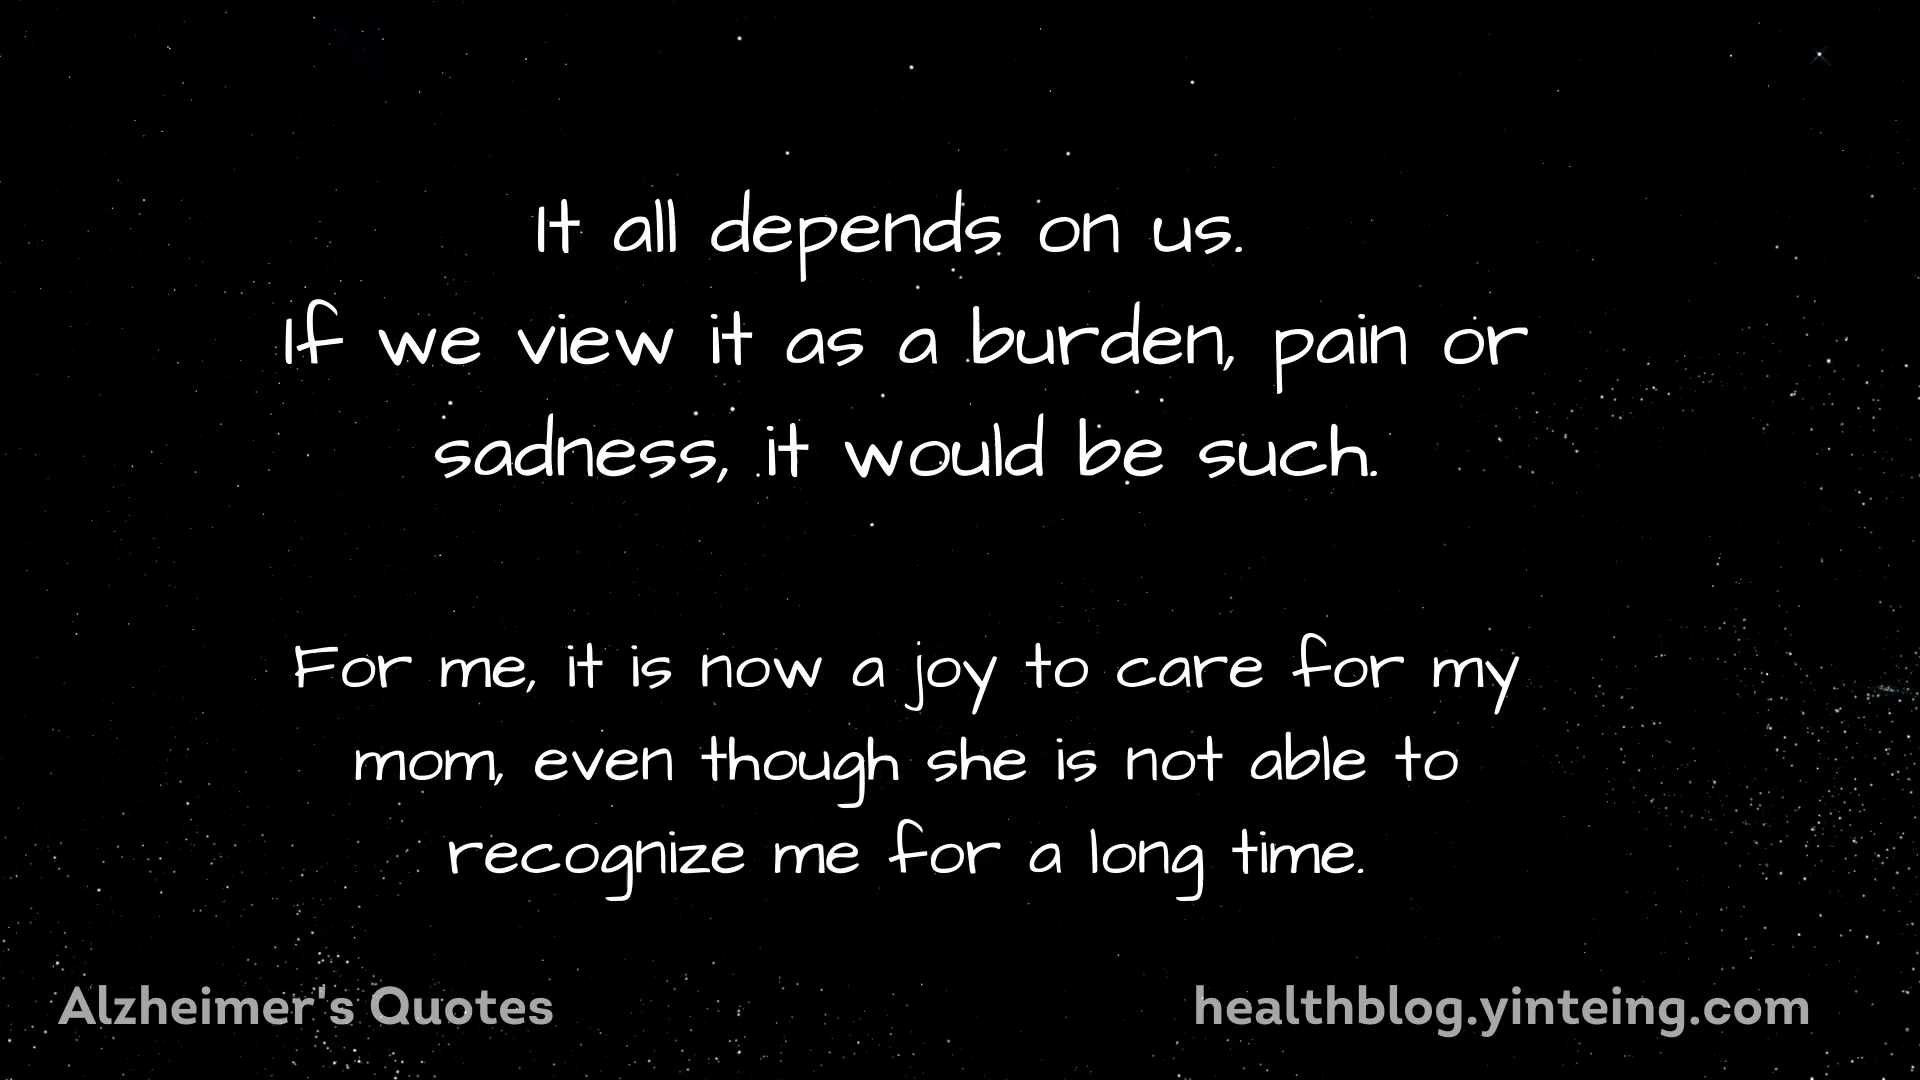 It all depends on us.
If we view it as a burden, pain or
sadness, it would be such.
For me, it is now a joy to care for my
mom, even though she is not able to
recognize me for a long time.
Alzheimer's Quotes
healthblog.yinteing.com